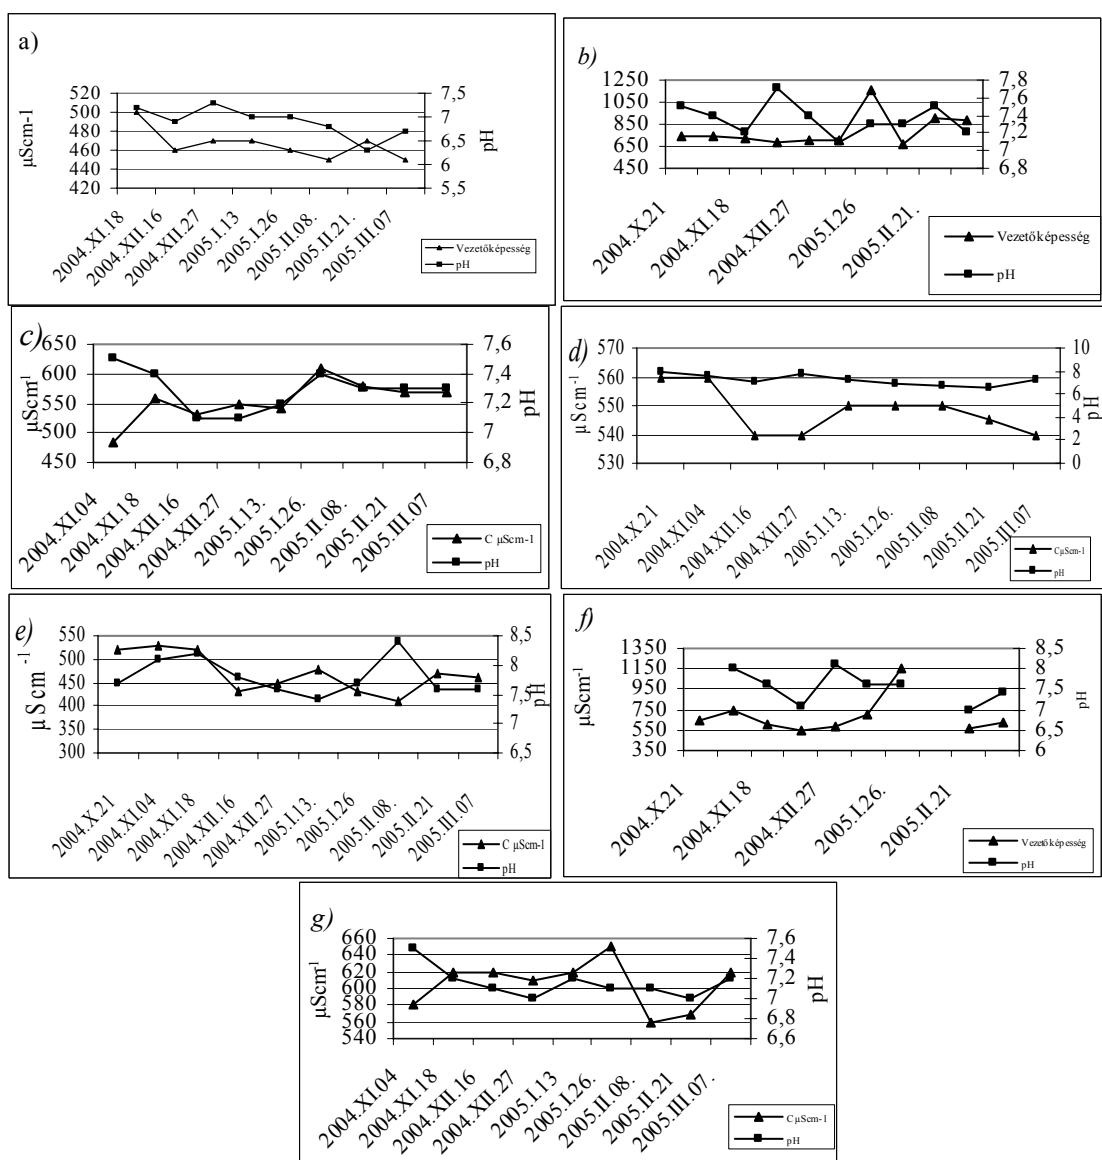 a)
µScm-1
520
500
480
460
440
420
7,5
7
6,5
6
5,5
pH
2004.XI.18
2004.XII.16
2004.XII.27
2005.I.13
2005.I.26
2005.II.08.
2005.II.21.
2005.III.07
Vezetőképesség
pH
b)
1250
1050
850
650
450
7,8
7,6
7,4
7,2
7
6,8
2004.X.21
2004.XI.18
2004.XII.27
2005.I.26
2005.II.21.
Vezetőképesség
pH
c)
µScm-1
650
600
550
500
450
7,6
7,4
7,2
7
6,8
pH
2004.XI.04
2004.XI.18
2004.XII.16
2004.XII.27
2005.I.13.
2005.I.26.
2005.II.08.
2005.II.21
2005.III.07
C µScm-1
pH
d)
µScm-1
570
560
550
540
530
10
8
6
4
2
0
pH
2004.X.21
2004.XI.04
2004.XII.16
2004.XII.27
2005.I.13.
2005.I.26.
2005.II.08
2005.II.21
2005.III.07
CµScm-1
pH
e)
µScm-1
550
500
450
400
350
300
8,5
8
7,5
7
6,5
pH
2004.X.21
2004.XI.04
2004.XI.18
2004.XII.16
2004.XII.27
2005.I.13.
2005.I.26
2005.II.08.
2005.II.21
2005.III.07
C µScm-1
pH
f)
µScm-1
1350
1150
950
750
550
350
8,5
8
7,5
7
6,5
6
pH
2004.X.21
2004.XI.18
2004.XII.27
2005.I.26.
2005.II.21
Vezetőképesség
pH
g)
µScm-1
660
640
620
600
580
560
540
7,6
7,4
7,2
7
6,8
6,6
pH
2004.XI.04
2004.XI.18
2004.XII.16
2004.XII.27
2005.I.13
2005.I.26.
2005.II.08.
2005.II.21
2005.III.07.
CµScm-1
pH